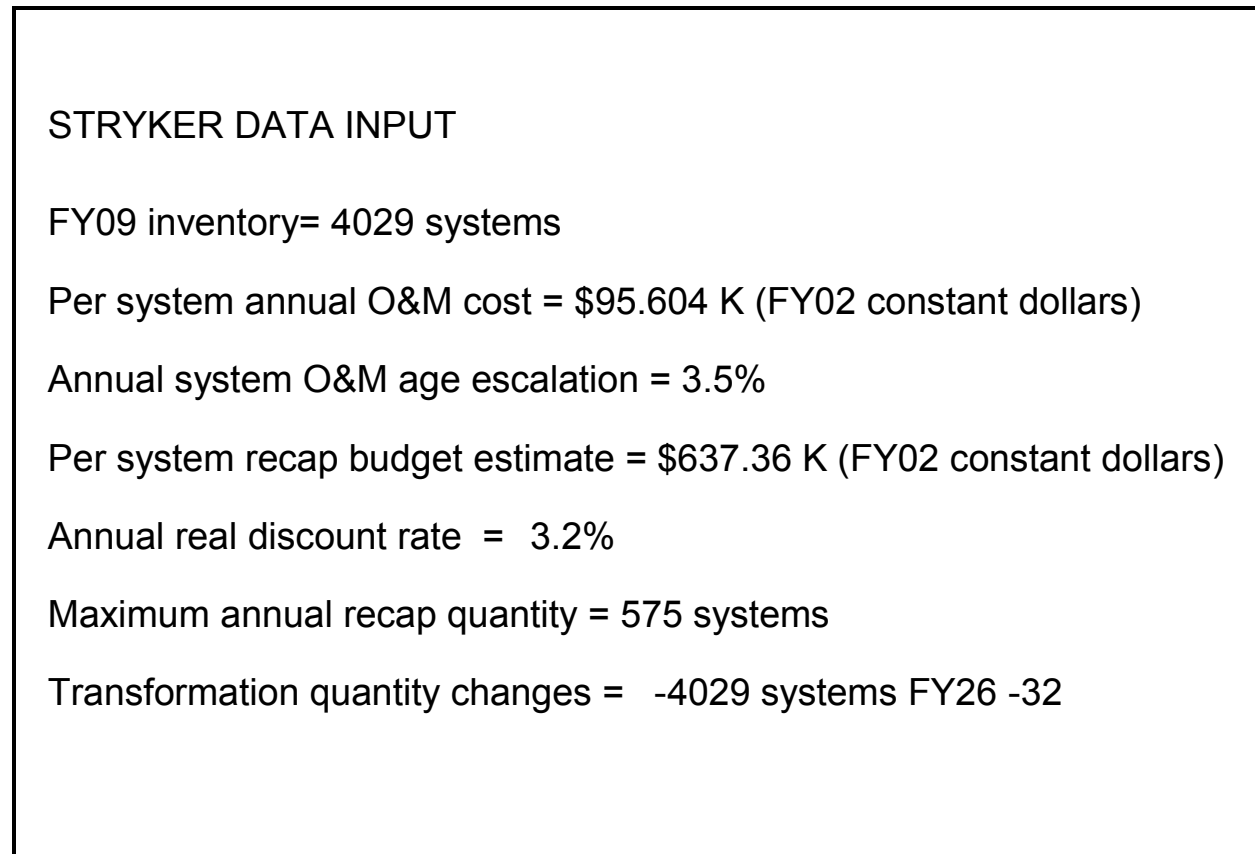 STRYKER DATA INPUT
FY09 inventory= 4029 systems
Per system annual O&M cost = $95.604 K (FY02 constant dollars)
Annual system O&M age escalation = 3.5%
Per system recap budget estimate = $637.36 K (FY02 constant dollars)
Annual real discount rate  =   3.2%
Maximum annual recap quantity = 575 systems
Transformation quantity changes =   -4029 systems FY26 -32